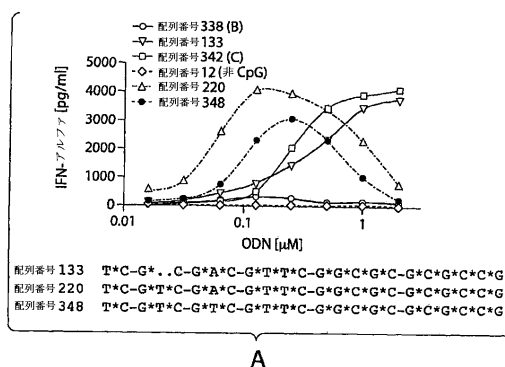 配列番号338 (B)
配列番号133
配列番号342 (C)
配列番号12 (非CpG)
配列番号220
配列番号348
IFN-アルファ [pg/ml]
5000
4000
3000
2000
1000
0
0.01
0.1
1
ODN [μM]
配列番号133 T*C-G*..C-G*A*C-G*T*T*C-G*G*C*G*C-G*C*G*C*C*G
配列番号220 T*C-G*T*C-G*A*C-G*T*T*C-G*G*C*G*C-G*C*G*C*C*G
配列番号348 T*C-G*T*C-G*T*C-G*T*T*C-G*G*C*G*C-G*C*G*C*C*G
A